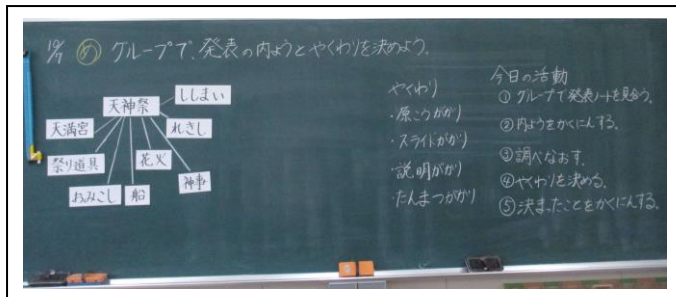 10/7 め グループで、発表の内ようとやくわりを決めよう。
天神祭
ししまい
れきし
神事
花火
船
おみこし
祭り道具
天満宮
やくわり
・原こうがかり
・スライドがかり
・説明がかり
・たんまつがかり
今日の活動
①グループで発表ノートを見合う。
②内ようをかくにんする。
③調べなおす。
④やくわりを決める。
⑤決まったことをかくにんする。